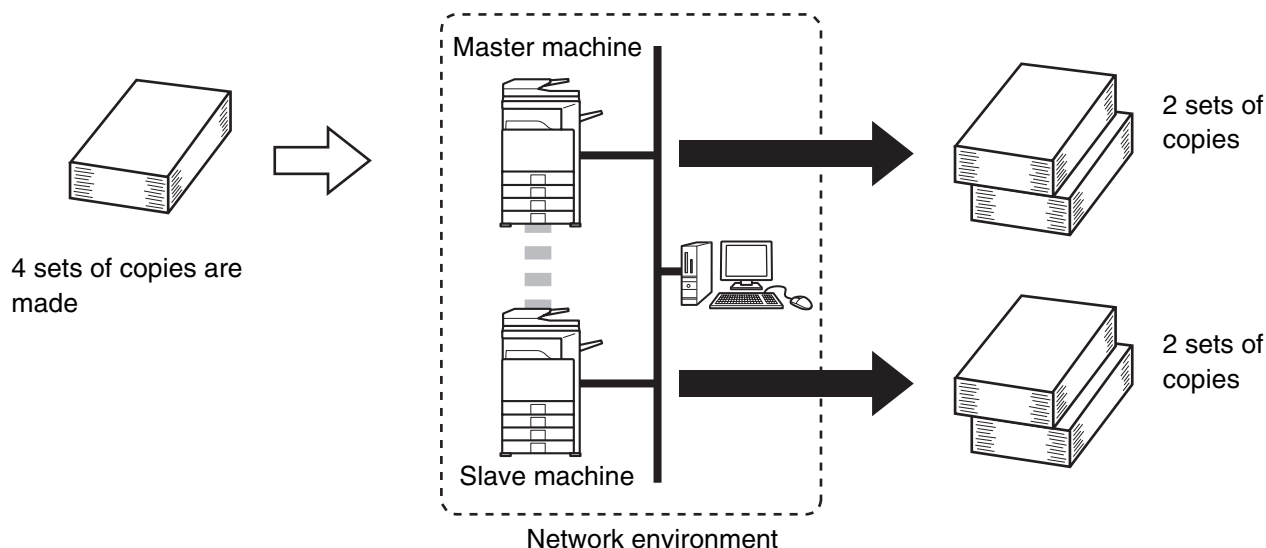 Master machine
2 sets of
copies
4 sets of copies are
made
2 sets of
copies
Slave machine
Network environment